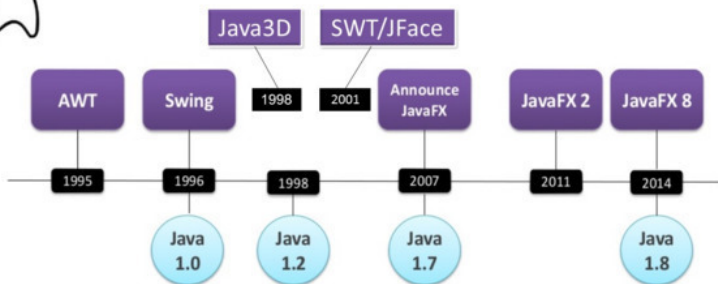 Java3D
SWT/JFace
1998
2001
AWT
Swing
Announce
JavaFX
JavaFX 2
JavaFX 8
1995
1996
1998
2007
2011
2014
Java
1.0
Java
1.2
Java
1.7
Java
1.8